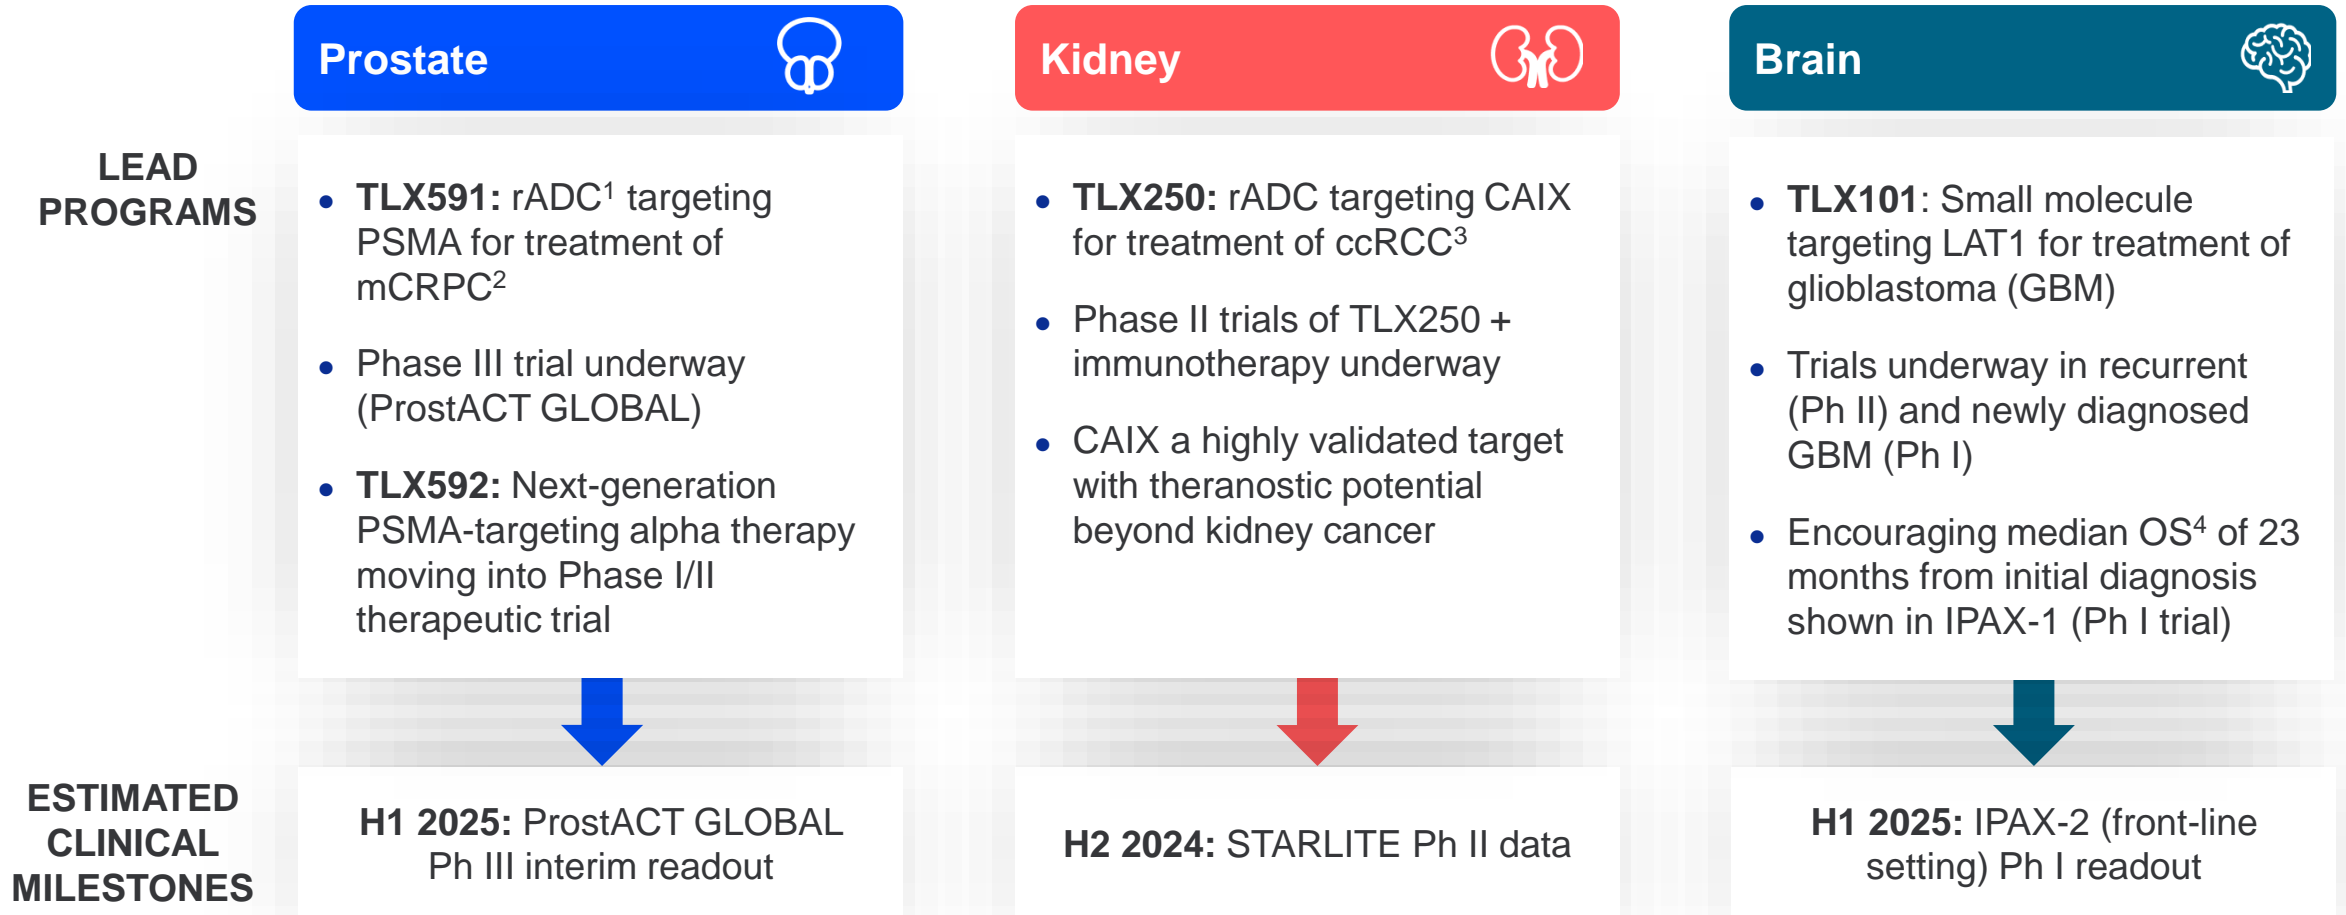 Prostate
Kidney
Brain
LEAD
PROGRAMS
• TLX591: rADC¹ targeting
PSMA for treatment of
mCRPC²
• Phase III trial underway
(ProstACT GLOBAL)
• TLX592: Next-generation
PSMA-targeting alpha therapy
moving into Phase I/II
therapeutic trial
• TLX250: rADC targeting CAIX
for treatment of ccRCC³
• Phase II trials of TLX250 +
immunotherapy underway
• CAIX a highly validated target
with theranostic potential
beyond kidney cancer
• TLX101: Small molecule
targeting LAT1 for treatment of
glioblastoma (GBM)
• Trials underway in recurrent
(Ph II) and newly diagnosed
GBM (Ph I)
• Encouraging median OS⁴ of 23
months from initial diagnosis
shown in IPAX-1 (Ph I trial)
ESTIMATED
CLINICAL
MILESTONES
H1 2025: ProstACT GLOBAL
Ph III interim readout
H2 2024: STARLITE Ph II data
H1 2025: IPAX-2 (front-line
setting) Ph I readout